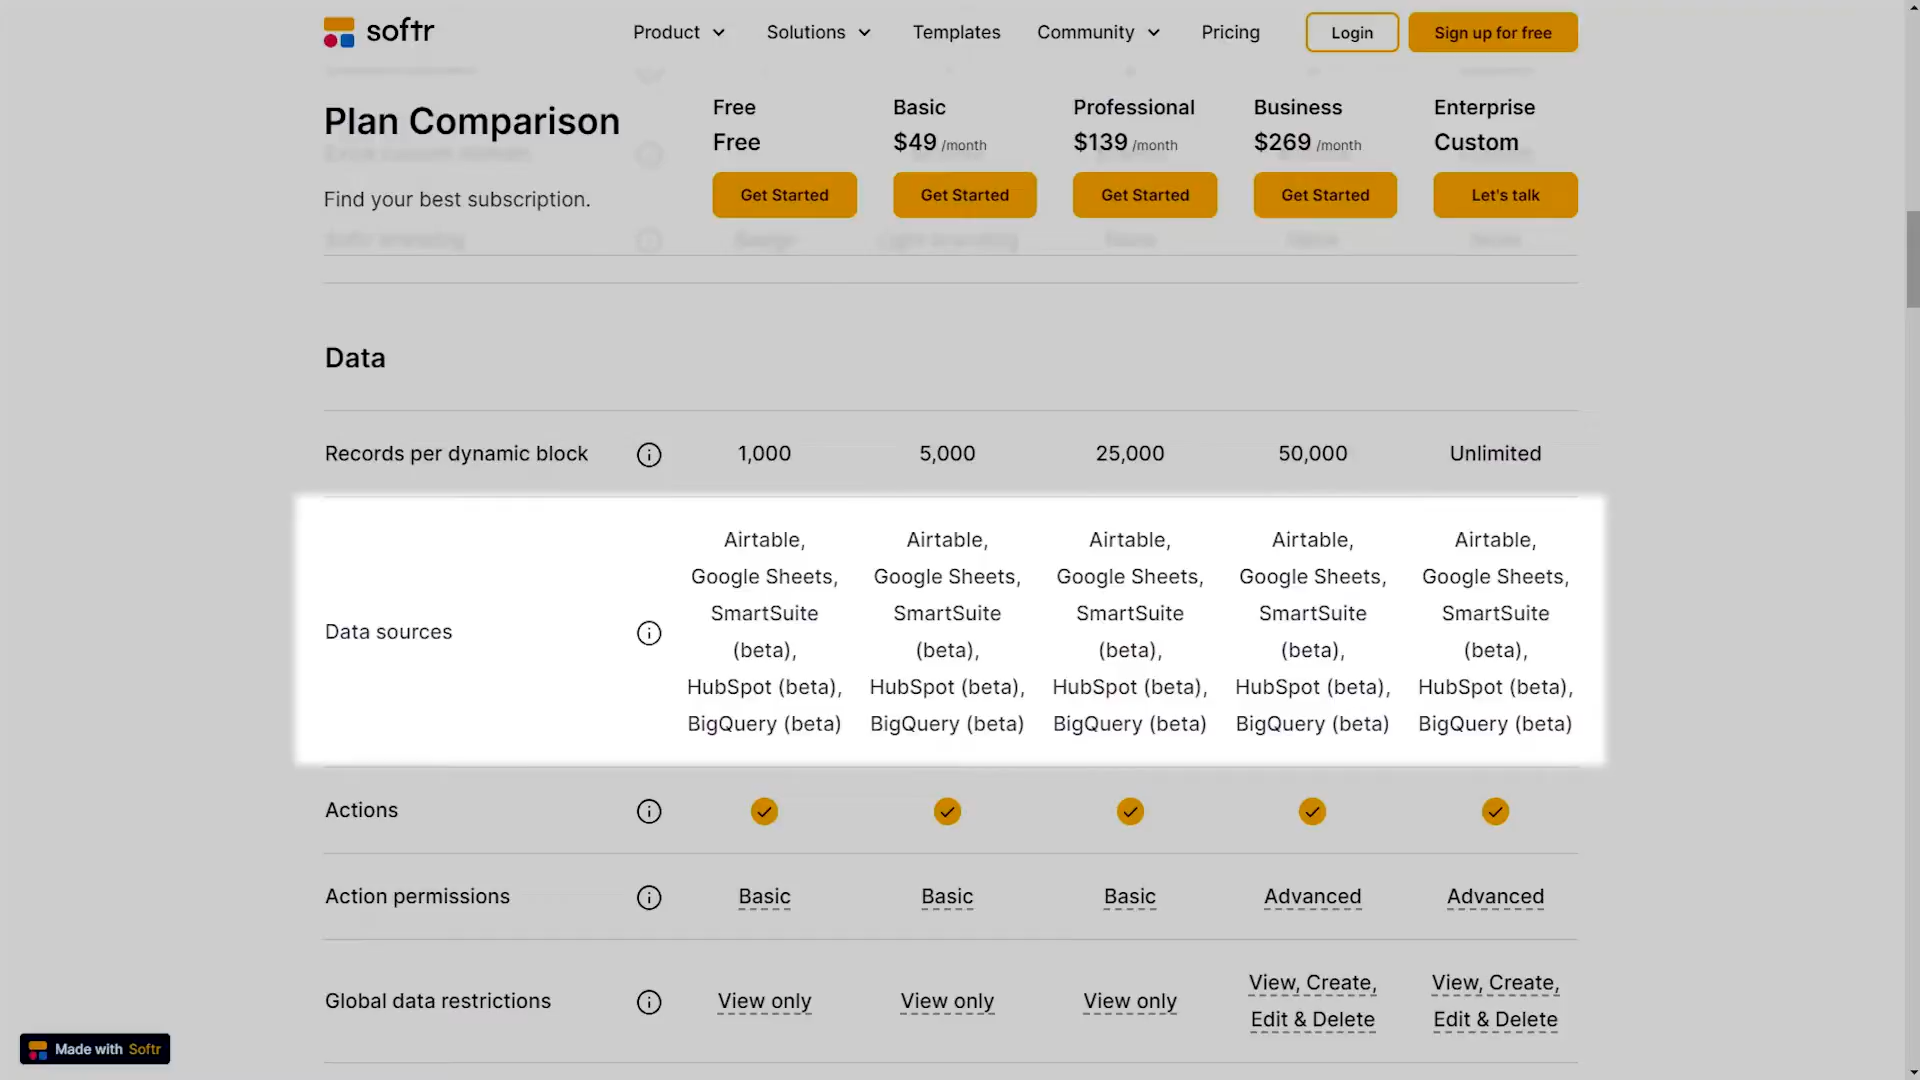 softr
Product
Solutions
Templates
Community
Pricing
Login
Sign up for free
Plan Comparison
Find your best subscription.
Free
Free
Get Started
Basic
$49 /month
Get Started
Professional
$139 /month
Get Started
Business
$269 /month
Get Started
Enterprise
Custom
Let's talk
Data
Records per dynamic block
1,000
5,000
25,000
50,000
Unlimited
Data sources
Airtable,
Google Sheets,
SmartSuite
(beta),
HubSpot (beta),
BigQuery (beta)
Airtable,
Google Sheets,
SmartSuite
(beta),
HubSpot (beta),
BigQuery (beta)
Airtable,
Google Sheets,
SmartSuite
(beta),
HubSpot (beta),
BigQuery (beta)
Airtable,
Google Sheets,
SmartSuite
(beta),
HubSpot (beta),
BigQuery (beta)
Airtable,
Google Sheets,
SmartSuite
(beta),
HubSpot (beta),
BigQuery (beta)
Actions
Action permissions
Basic
Basic
Basic
Advanced
Advanced
Global data restrictions
View only
View only
View only
View, Create,
Edit & Delete
View, Create,
Edit & Delete
Made with Softr